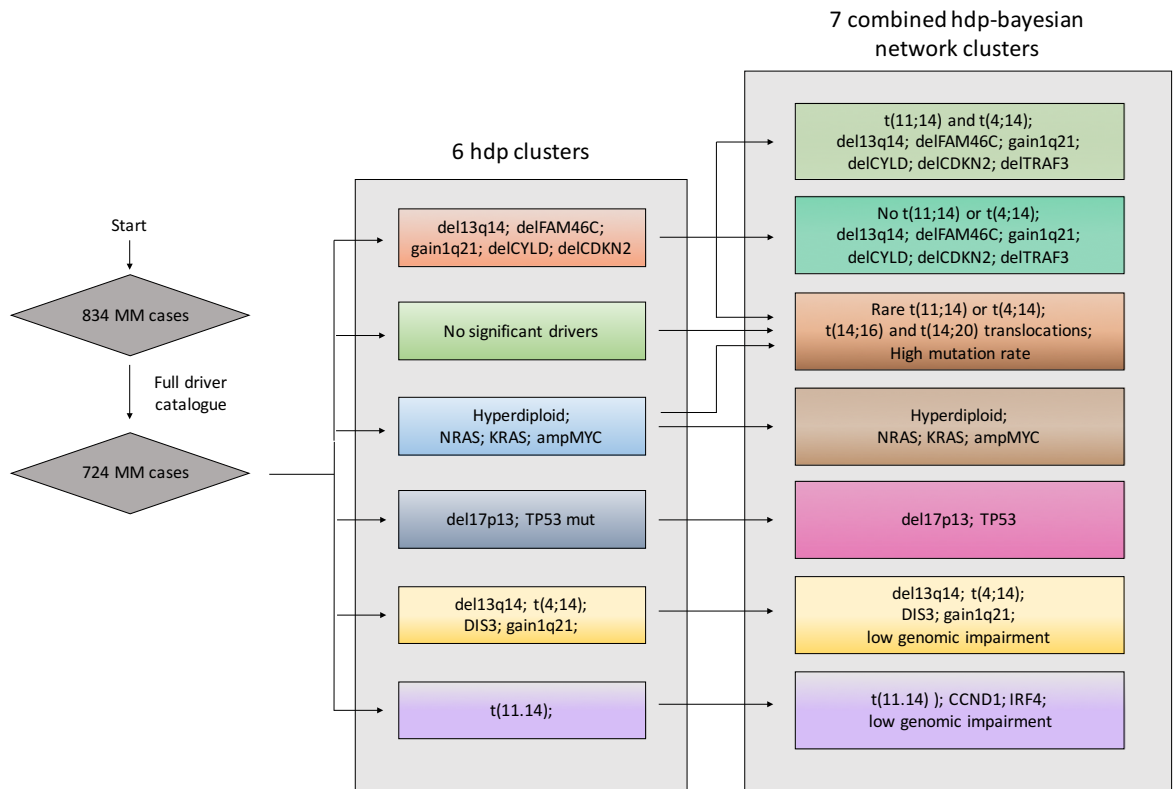 7 combined hdp-bayesian
network clusters
6 hdp clusters
Start
834 MM cases
Full driver
catalogue
724 MM cases
del13q14; delFAM46C;
gain1q21; delCYLD; delCDKN2
No significant drivers
Hyperdiploid;
NRAS; KRAS; ampMYC
del17p13; TP53 mut
del13q14; t(4;14);
DIS3; gain1q21;
t(11.14);
t(11;14) and t(4;14);
del13q14; delFAM46C; gain1q21;
delCYLD; delCDKN2; delTRAF3
No t(11;14) or t(4;14);
del13q14; delFAM46C; gain1q21;
delCYLD; delCDKN2; delTRAF3
Rare t(11;14) or t(4;14);
t(14;16) and t(14;20) translocations;
High mutation rate
Hyperdiploid;
NRAS; KRAS; ampMYC
del17p13; TP53
del13q14; t(4;14);
DIS3; gain1q21;
low genomic impairment
t(11.14) ); CCND1; IRF4;
low genomic impairment